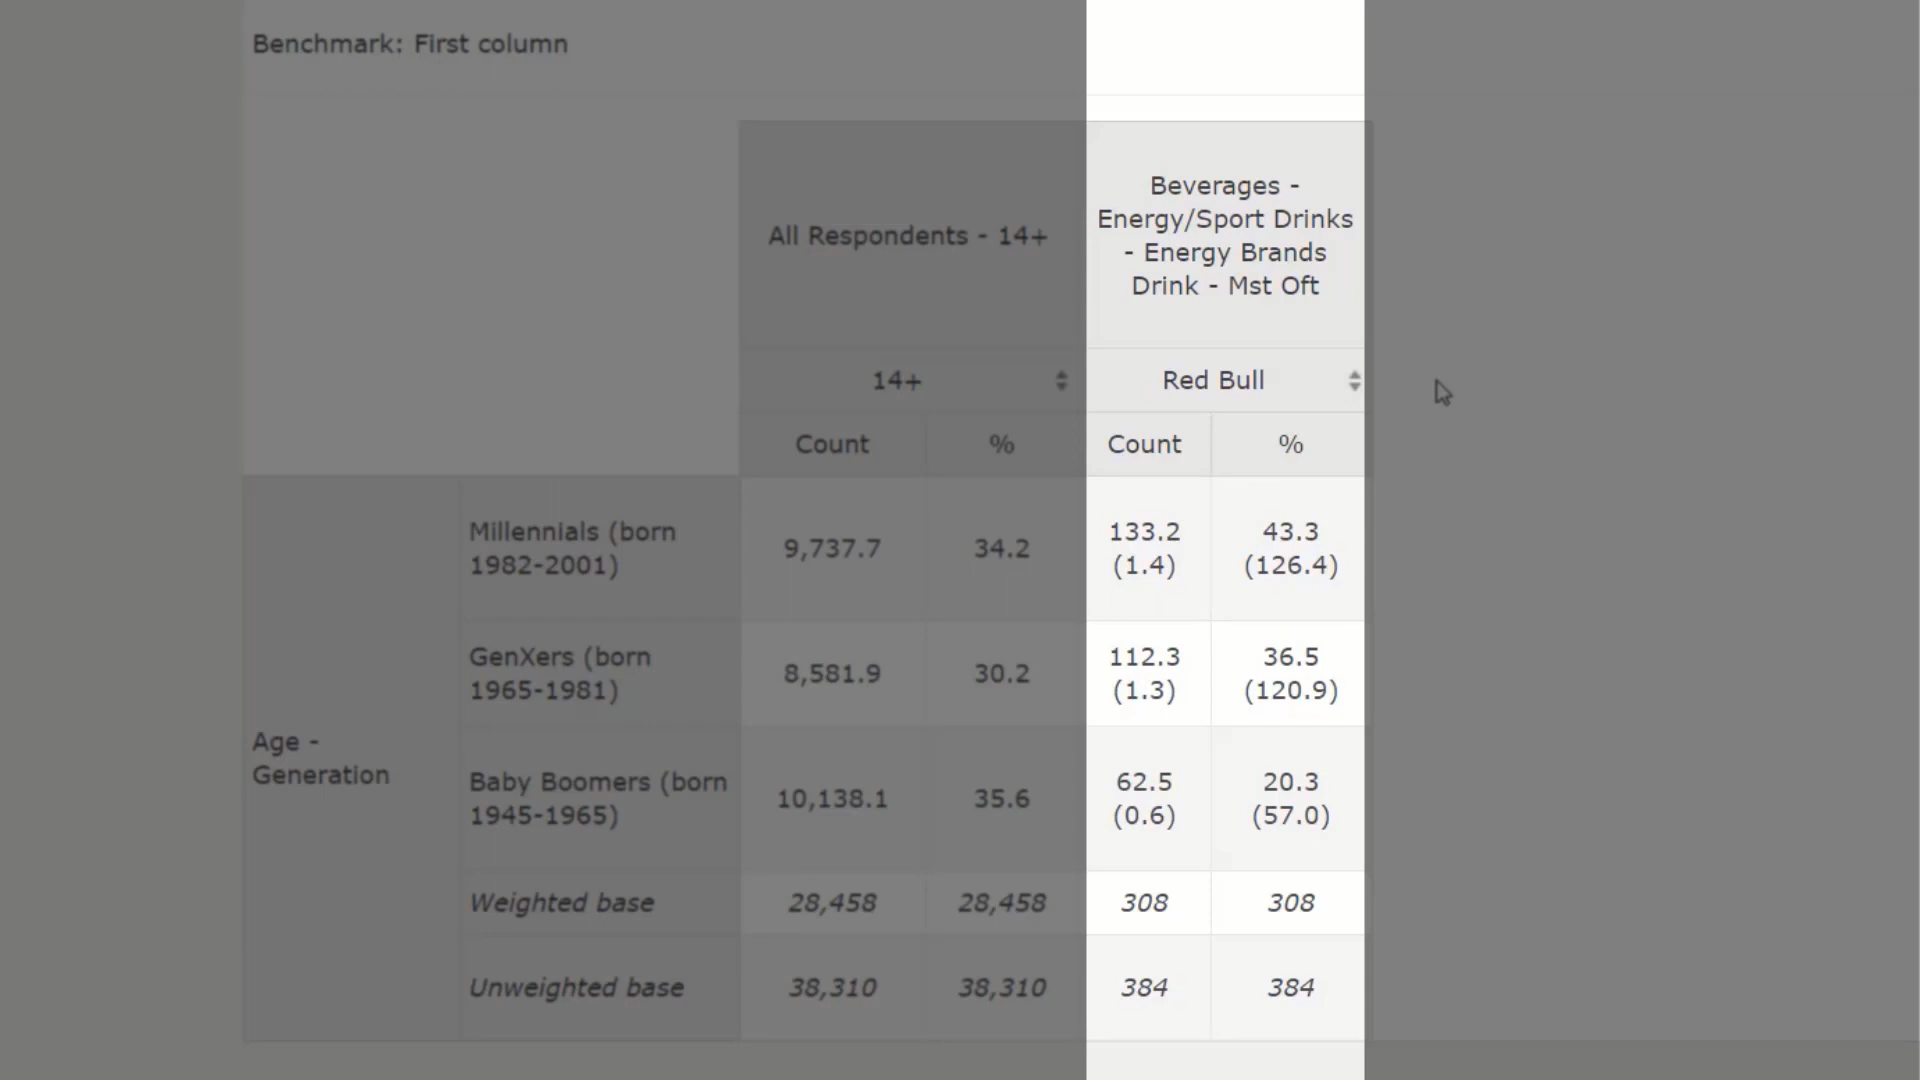 Benchmark: First column
All Respondents - 14+
Beverages -
Energy/Sport Drinks
- Energy Brands
Drink - Mst Oft
14+
Red Bull
Count
%
Count
%
Age -
Generation
Millennials (born
1982-2001)
9,737.7
34.2
133.2
(1.4)
43.3
(126.4)
GenXers (born
1965-1981)
8,581.9
30.2
112.3
(1.3)
36.5
(120.9)
Baby Boomers (born
1945-1965)
10,138.1
35.6
62.5
(0.6)
20.3
(57.0)
Weighted base
28,458
28,458
308
308
Unweighted base
38,310
38,310
384
384